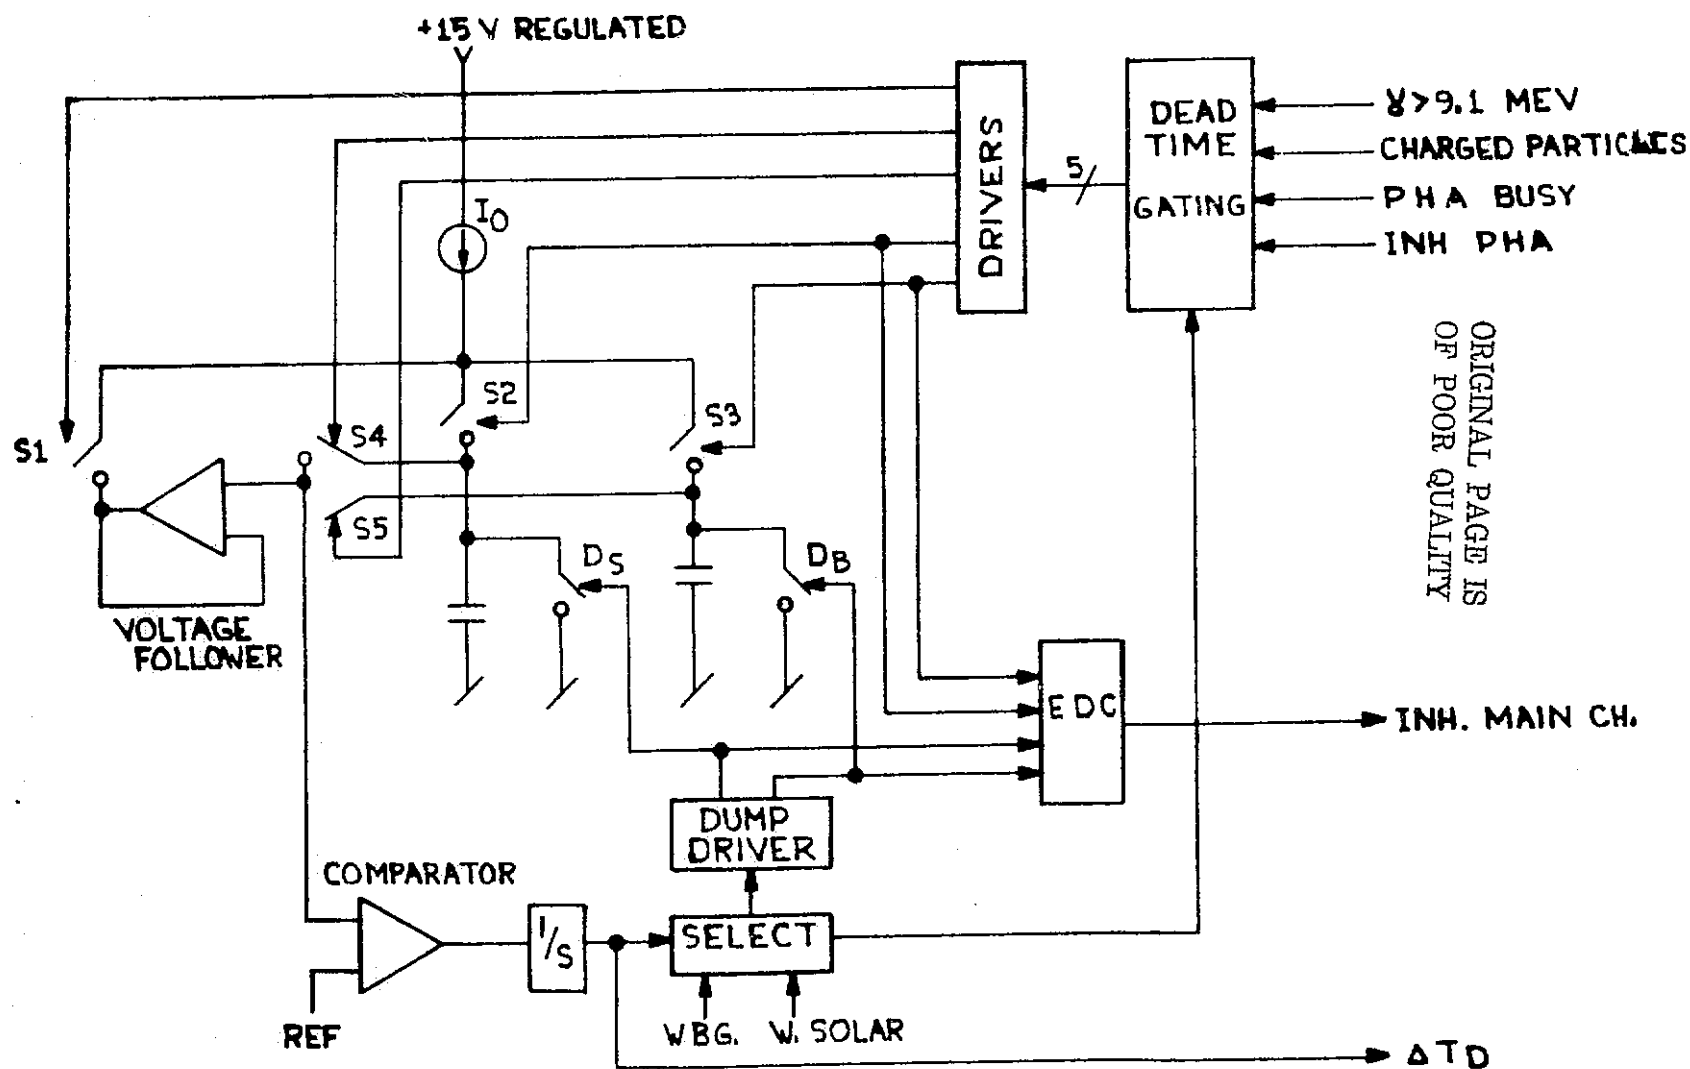 +15 V REGULATED
DRIVERS
DEAD
TIME
GATING
5
γ>9.1 MEV
CHARGED PARTICLES
PHA BUSY
INH PHA
I0
S1
S2
S3
S4
S5
DS
DB
VOLTAGE
FOLLOWER
EDC
INH. MAIN CH.
ORIGINAL PAGE IS
OF POOR QUALITY
DUMP
DRIVER
COMPARATOR
1/S
SELECT
REF
W BG.
W. SOLAR
Δ TD